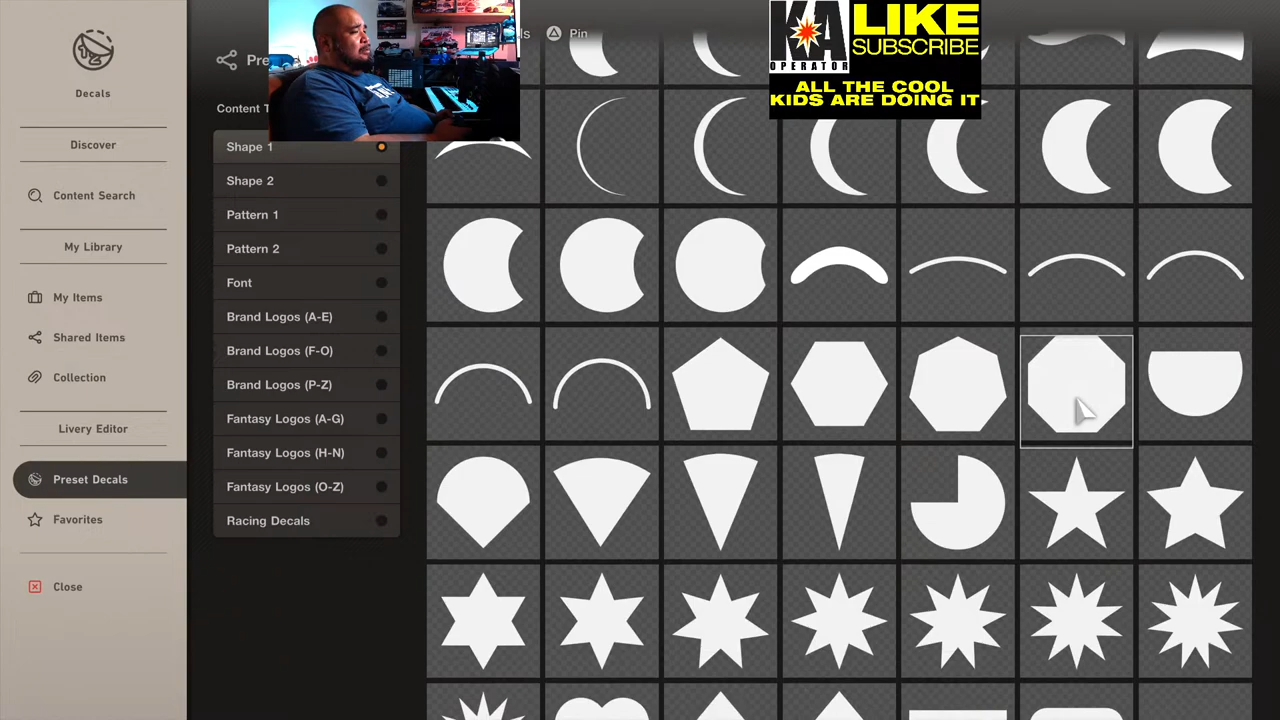 Decals
Discover
Content Search
My Library
My Items
Shared Items
Collection
Livery Editor
Preset Decals
Favorites
Close
Pin
Content
Shape 1
Shape 2
Pattern 1
Pattern 2
Font
Brand Logos (A-E)
Brand Logos (F-O)
Brand Logos (P-Z)
Fantasy Logos (A-G)
Fantasy Logos (H-N)
Fantasy Logos (O-Z)
Racing Decals
KA
OPERATOR
LIKE
SUBSCRIBE
ALL THE COOL
KIDS ARE DOING IT